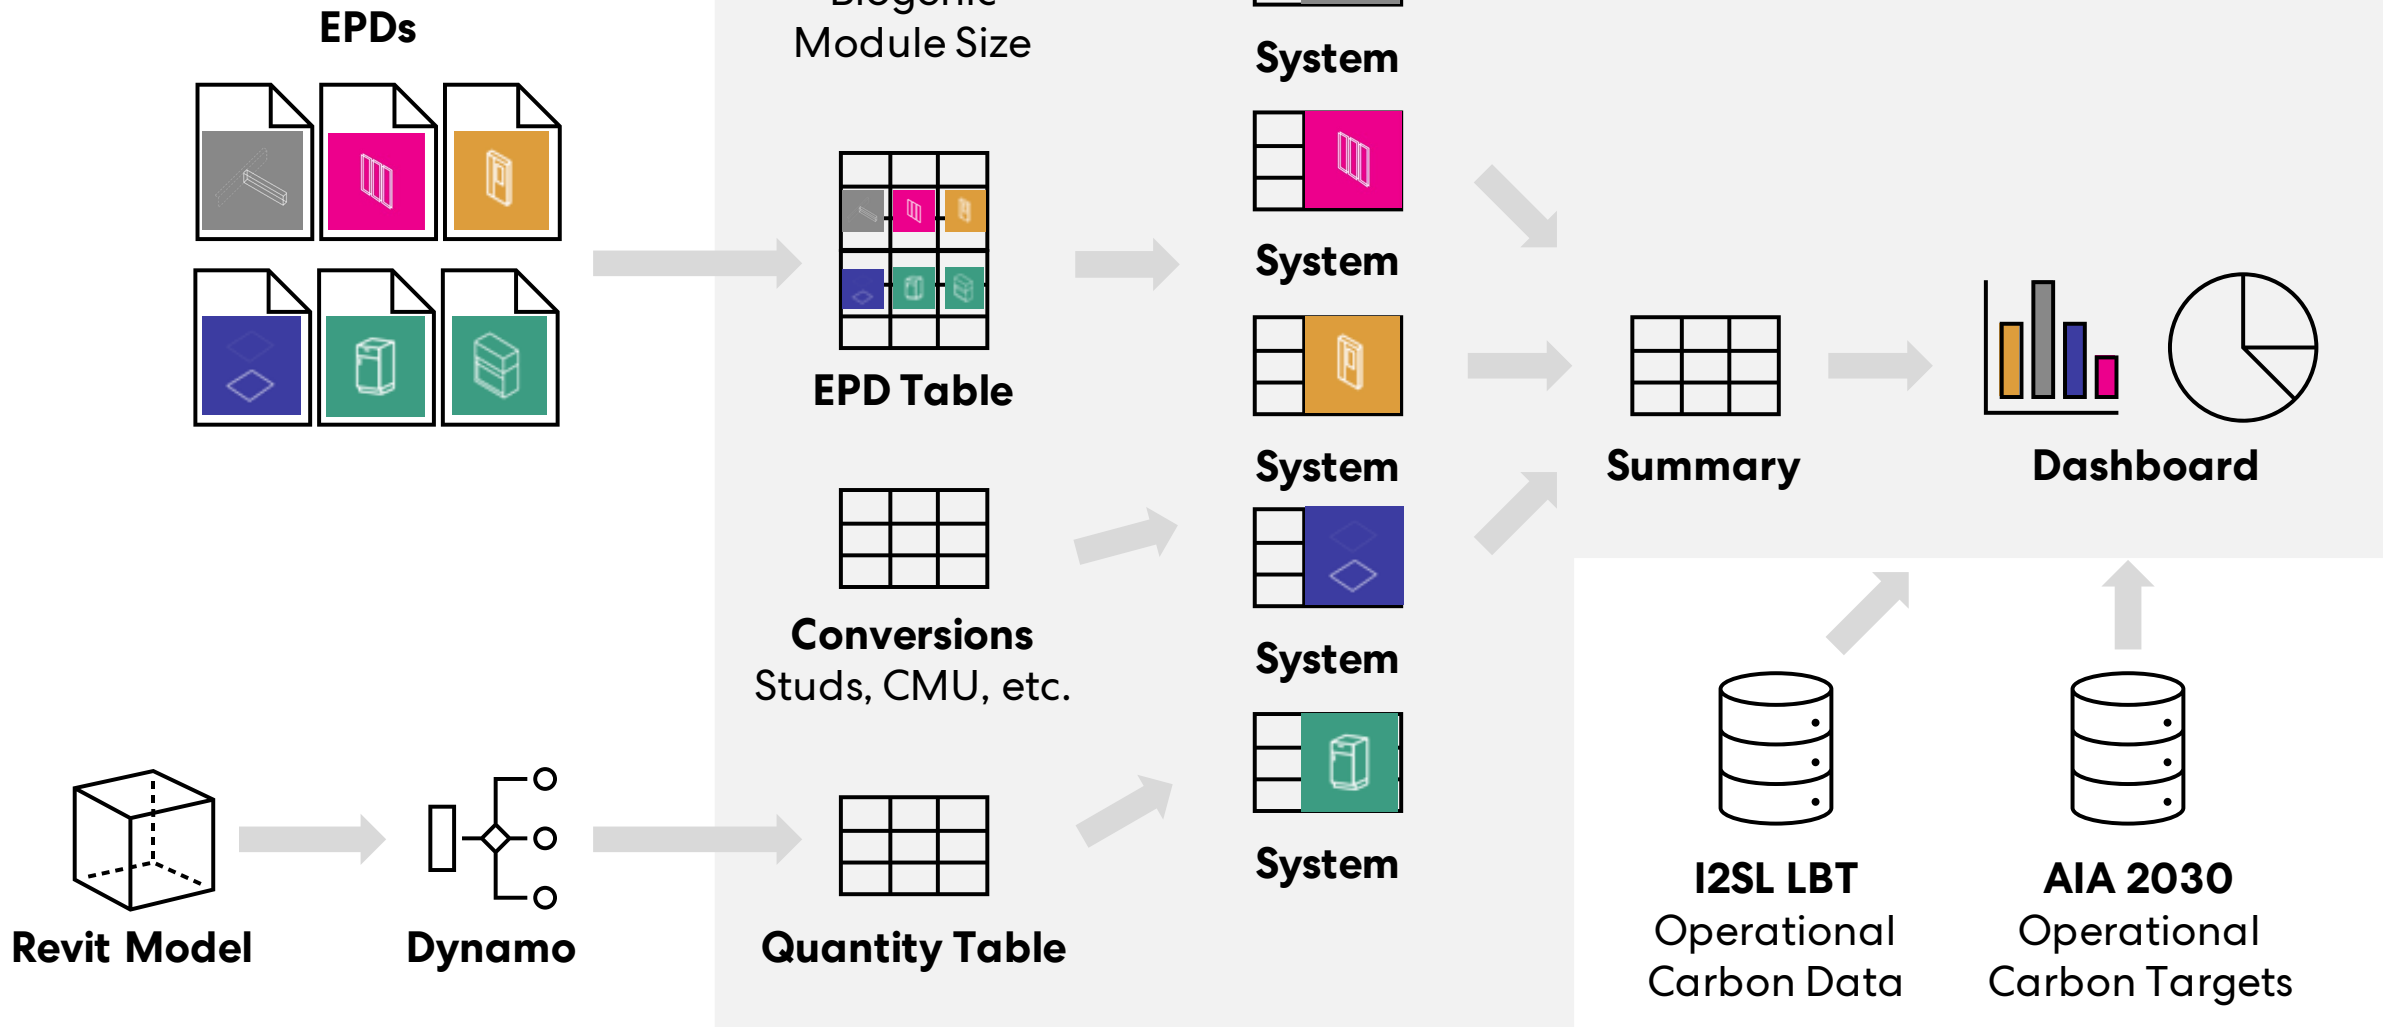 EPDs
Module Size
System
System
EPD Table
System
Summary
Dashboard
Conversions
Studs, CMU, etc.
System
System
Revit Model
Dynamo
Quantity Table
I2SL LBT
Operational
Carbon Data
AIA 2030
Operational
Carbon Targets